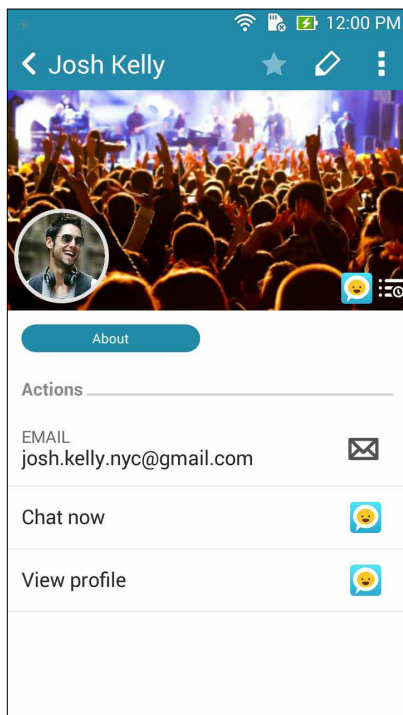 12:00 PM
Josh Kelly
About
Actions
EMAIL
josh.kelly.nyc@gmail.com
Chat now
View profile